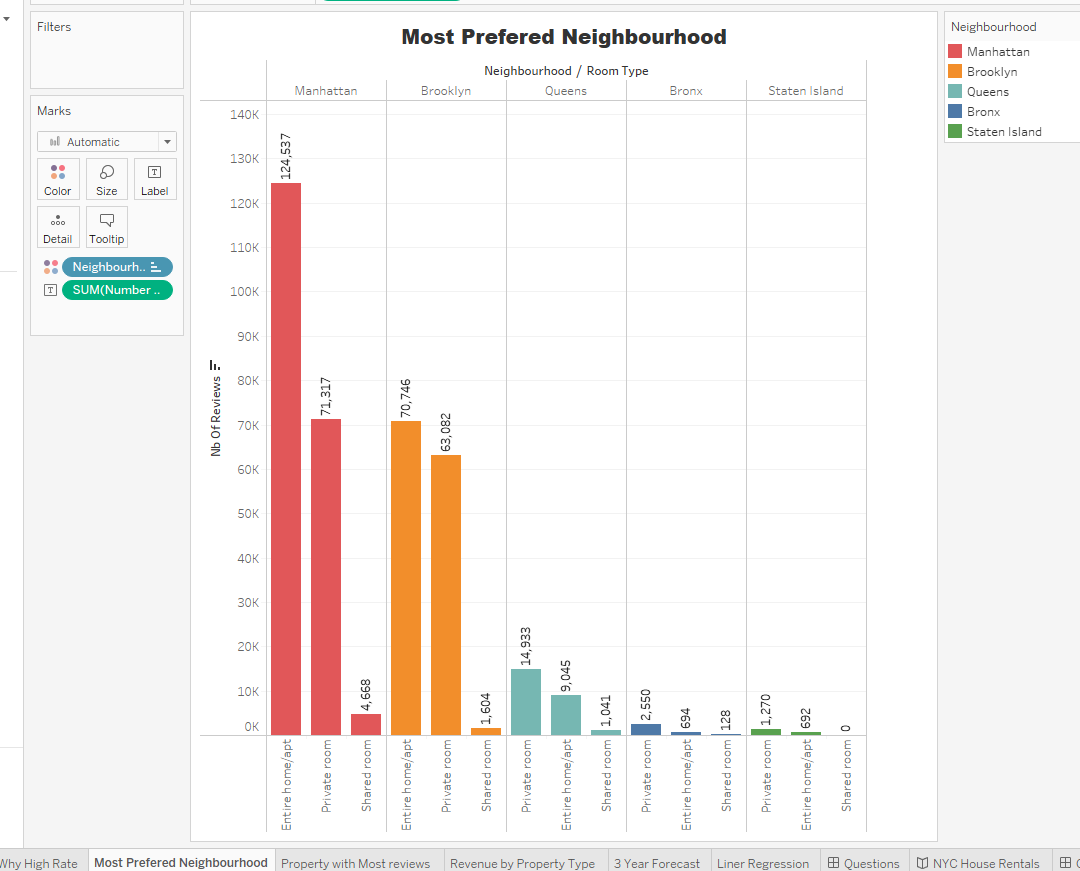 Filters
Marks
Automatic
Color
Size
Label
Detail
Tooltip
Neighbourh..
SUM(Number ..
Most Prefered Neighbourhood
Neighbourhood / Room Type
Manhattan
Brooklyn
Queens
Bronx
Staten Island
Nb Of Reviews
140K
130K
120K
110K
100K
90K
80K
70K
60K
50K
40K
30K
20K
10K
0K
124,537
71,317
4,668
70,746
63,082
1,604
14,933
9,045
1,041
2,550
694
128
1,270
692
0
Entire home/apt
Private room
Shared room
Entire home/apt
Private room
Shared room
Private room
Entire home/apt
Shared room
Private room
Entire home/apt
Shared room
Private room
Entire home/apt
Shared room
Neighbourhood
Manhattan
Brooklyn
Queens
Bronx
Staten Island
Why High Rate
Most Prefered Neighbourhood
Property with Most reviews
Revenue by Property Type
3 Year Forecast
Liner Regression
Questions
NYC House Rentals